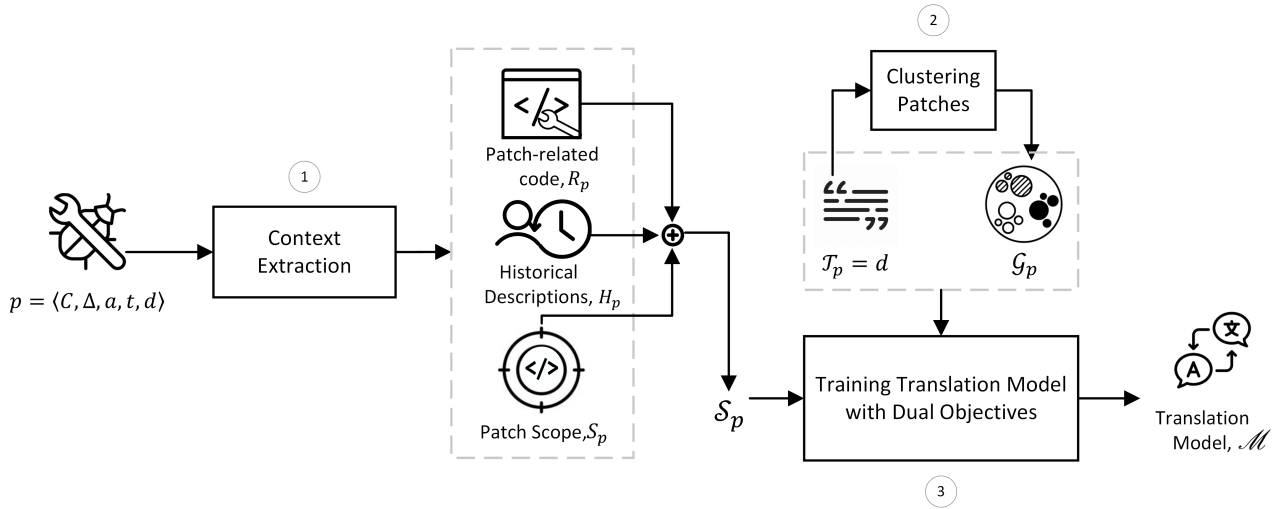 1
Context
Extraction
p = ⟨C, Δ, a, t, d⟩
</>
Patch-related
code, R_p
Historical
Descriptions, H_p
</>
Patch Scope,S_p
𝒮_p
2
Clustering
Patches
𝒯_p = d
𝒢_p
Training Translation Model
with Dual Objectives
3
文
A
Translation
Model, ℳ